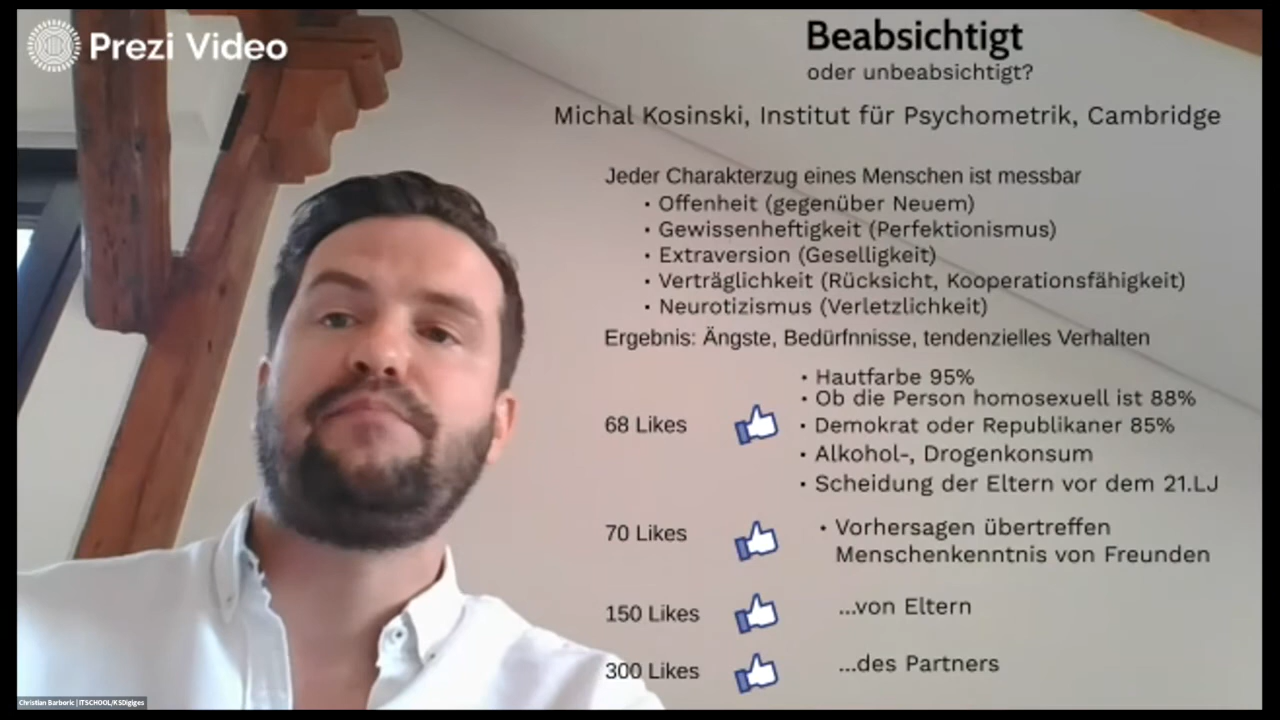 Prezi Video
Beabsichtigt
oder unbeabsichtigt?
Michal Kosinski, Institut für Psychometrik, Cambridge
Jeder Charakterzug eines Menschen ist messbar
• Offenheit (gegenüber Neuem)
• Gewissenheftigkeit (Perfektionismus)
• Extraversion (Geselligkeit)
• Verträglichkeit (Rücksicht, Kooperationsfähigkeit)
• Neurotizismus (Verletzlichkeit)
Ergebnis: Ängste, Bedürfnnisse, tendenzielles Verhalten
68 Likes
• Hautfarbe 95%
• Ob die Person homosexuell ist 88%
• Demokrat oder Republikaner 85%
• Alkohol-, Drogenkonsum
• Scheidung der Eltern vor dem 21.LJ
70 Likes
• Vorhersagen übertreffen
Menschenkenntnis von Freunden
150 Likes
...von Eltern
300 Likes
...des Partners
Christian Barboric | ITSCHOOL/KSDigiges